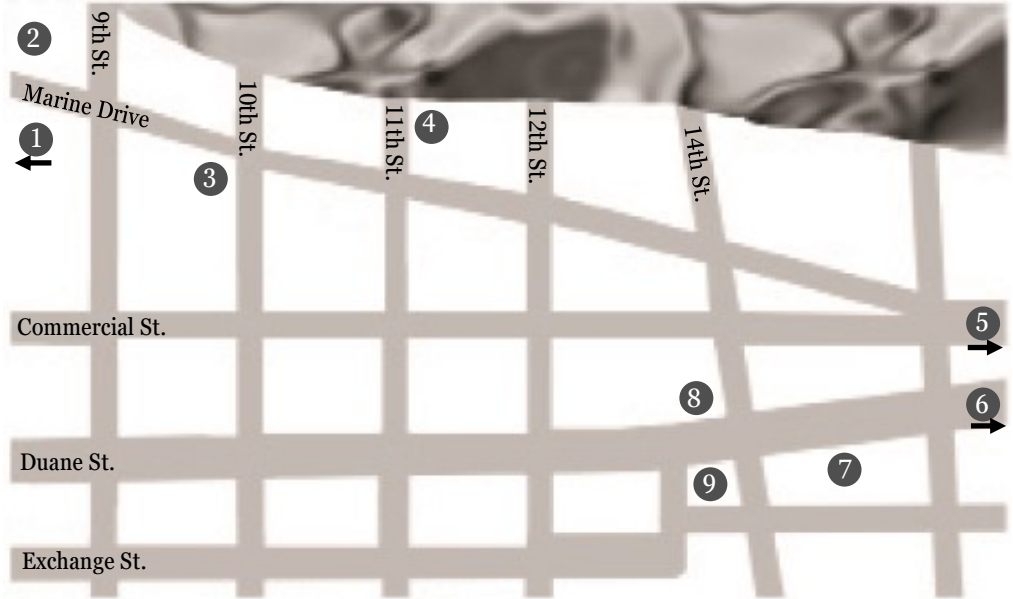 9th St.
2
Marine Drive
10th St.
11th St.
4
12th St.
14th St.
1
3
Commercial St.
5
8
6
Duane St.
7
9
Exchange St.